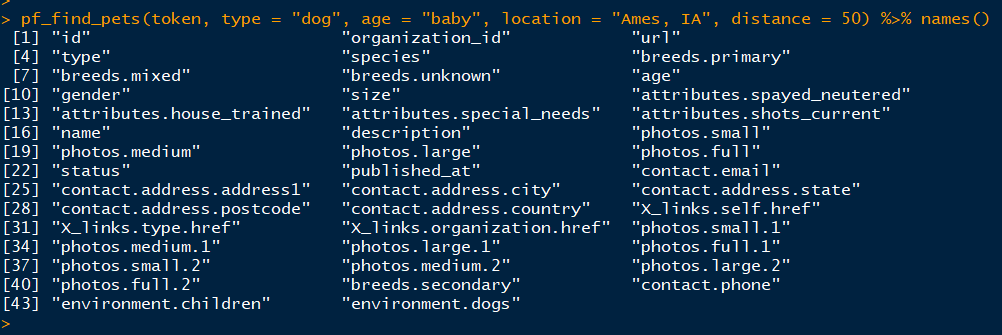 >
> pf_find_pets(token, type = "dog", age = "baby", location = "Ames, IA", distance = 50) %>% names()
 [1] "id"                         "organization_id"            "url"
 [4] "type"                       "species"                    "breeds.primary"
 [7] "breeds.mixed"               "breeds.unknown"             "age"
[10] "gender"                     "size"                       "attributes.spayed_neutered"
[13] "attributes.house_trained"   "attributes.special_needs"   "attributes.shots_current"
[16] "name"                       "description"                "photos.small"
[19] "photos.medium"              "photos.large"               "photos.full"
[22] "status"                     "published_at"               "contact.email"
[25] "contact.address.address1"   "contact.address.city"       "contact.address.state"
[28] "contact.address.postcode"   "contact.address.country"    "X_links.self.href"
[31] "X_links.type.href"          "X_links.organization.href"  "photos.small.1"
[34] "photos.medium.1"            "photos.large.1"             "photos.full.1"
[37] "photos.small.2"             "photos.medium.2"            "photos.large.2"
[40] "photos.full.2"              "breeds.secondary"           "contact.phone"
[43] "environment.children"       "environment.dogs"
>